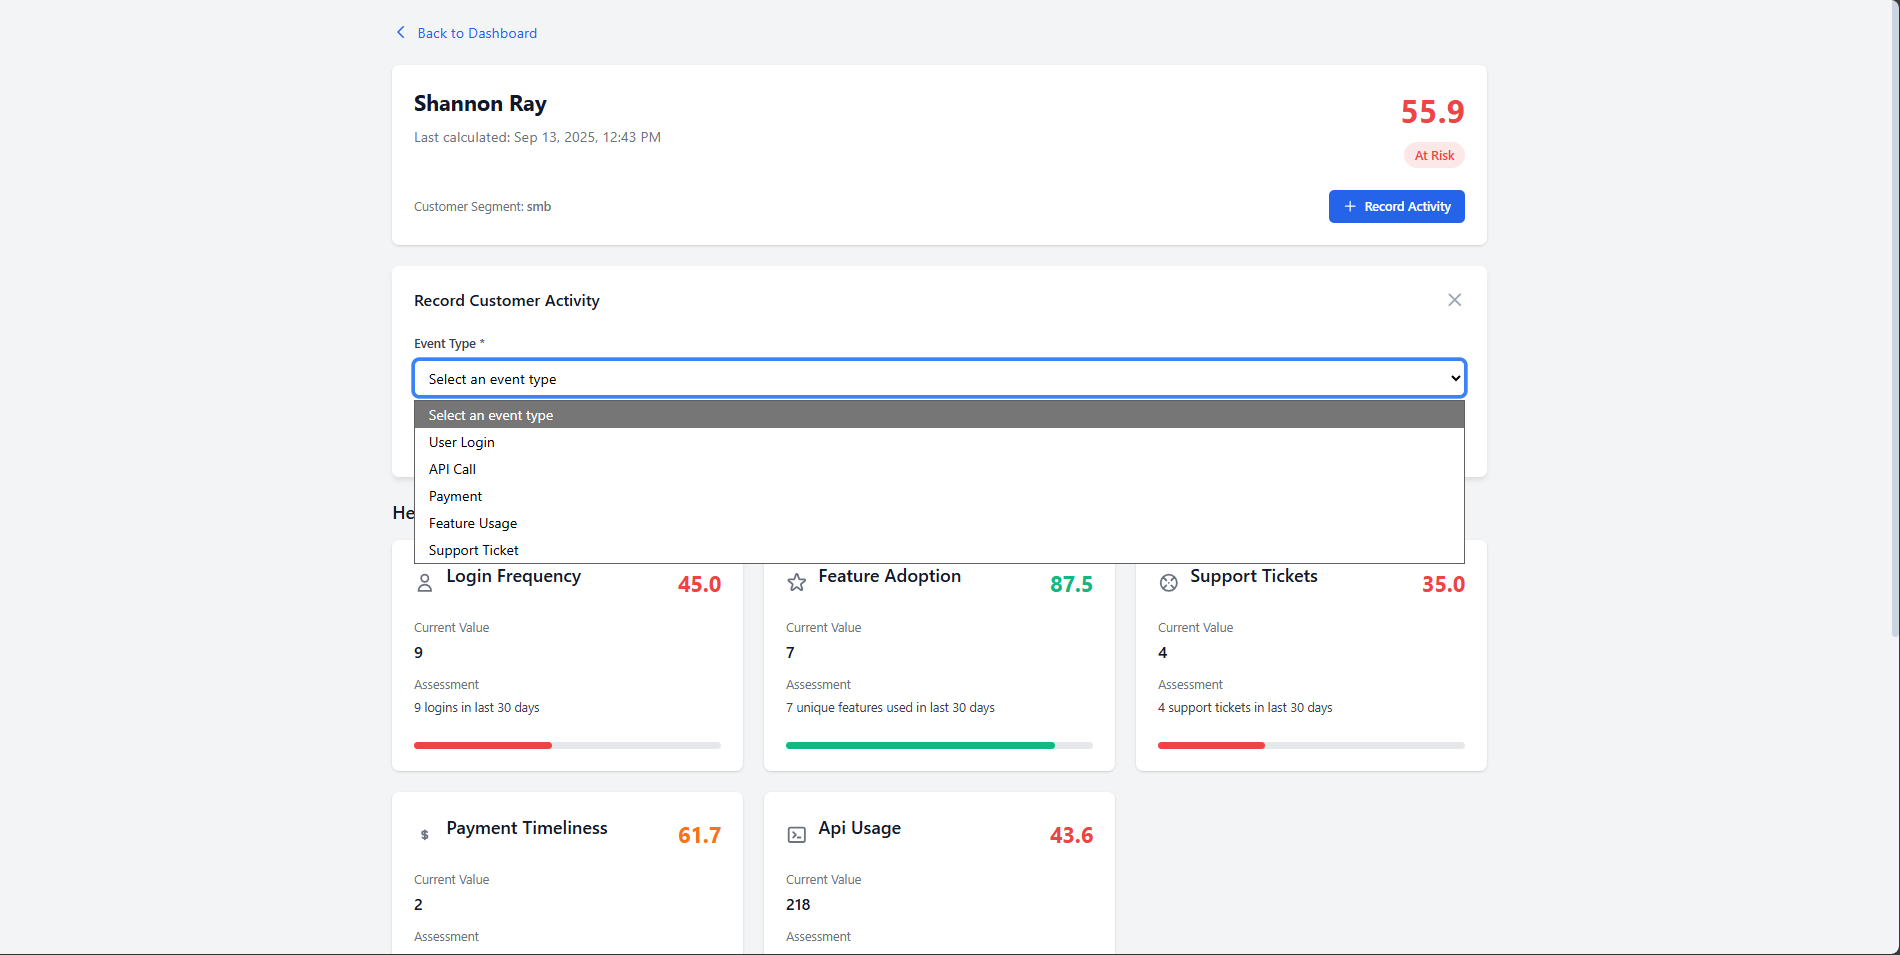 Back to Dashboard
Shannon Ray
55.9
Last calculated: Sep 13, 2025, 12:43 PM
At Risk
Customer Segment: smb
+ Record Activity
Record Customer Activity
Event Type *
Select an event type
Select an event type
User Login
API Call
Payment
Feature Usage
Support Ticket
He
Login Frequency
45.0
Current Value
9
Assessment
9 logins in last 30 days
Feature Adoption
87.5
Current Value
7
Assessment
7 unique features used in last 30 days
Support Tickets
35.0
Current Value
4
Assessment
4 support tickets in last 30 days
$ Payment Timeliness
61.7
Current Value
2
Assessment
Api Usage
43.6
Current Value
218
Assessment